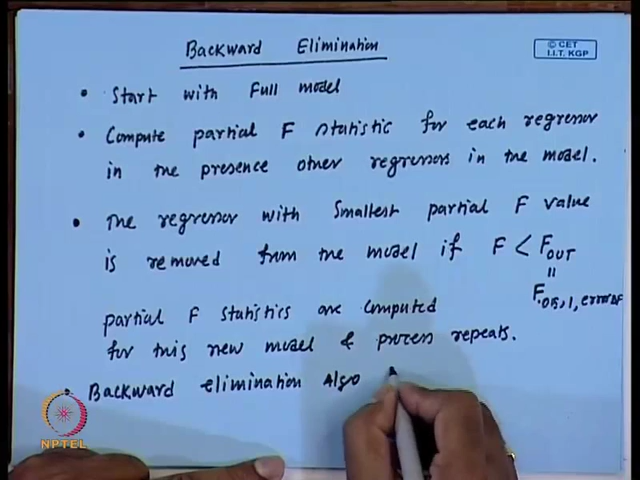 Backward Elimination
© CET
I.I.T. KGP
• Start with Full model
• Compute partial F statistic for each regressor
in the presence other regressors in the model.
• The regressor with smallest partial F value
is removed from the model if F < F_OUT
=
F.05,1, error df
partial F statistics are computed
for this new model & process repeats.
Backward elimination Algo
NPTEL